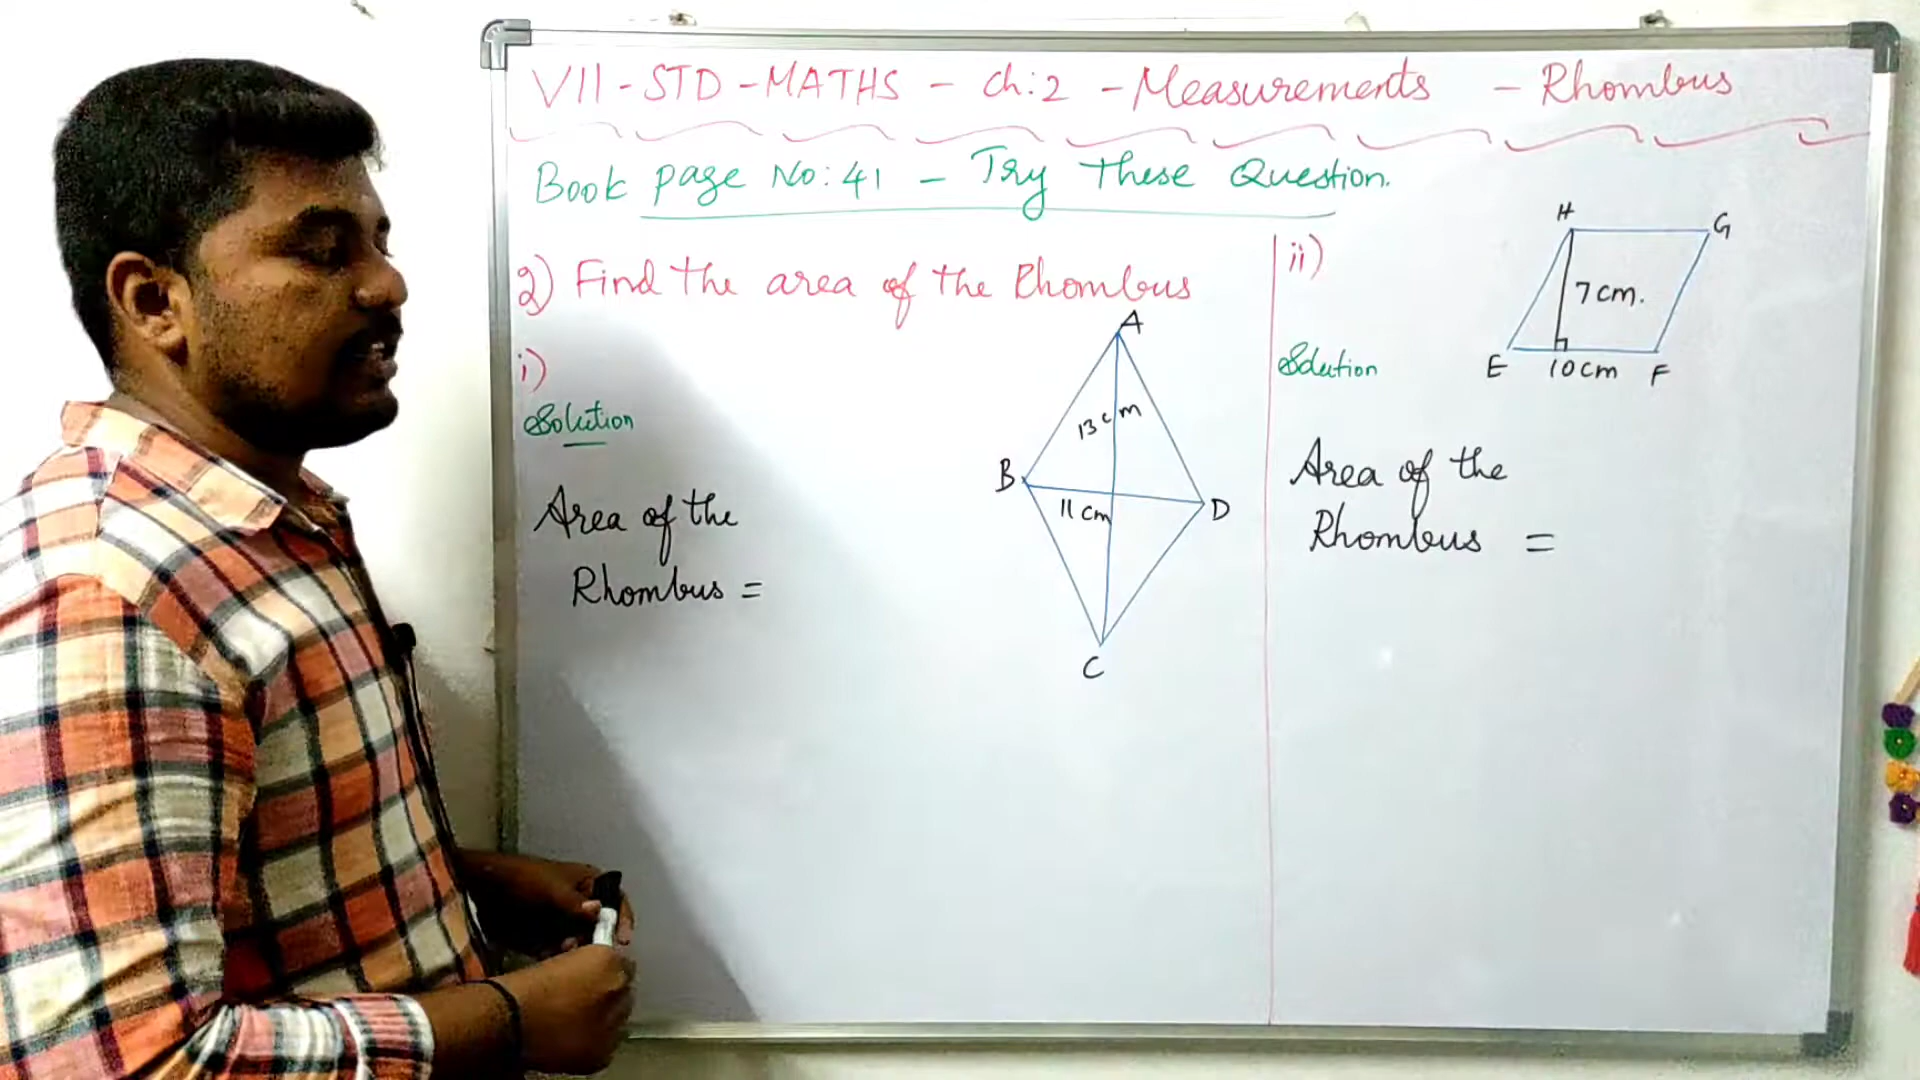 VII - STD - MATHS - Ch:2 - Measurements - Rhombus
Book page No: 41 - Try These Question.
2) Find the area of the Rhombus
i)
Solution
Area of the
Rhombus =
A
13 cm
B
11 cm
D
C
ii)
H
G
7 cm.
E
10 cm
F
Solution
Area of the
Rhombus =